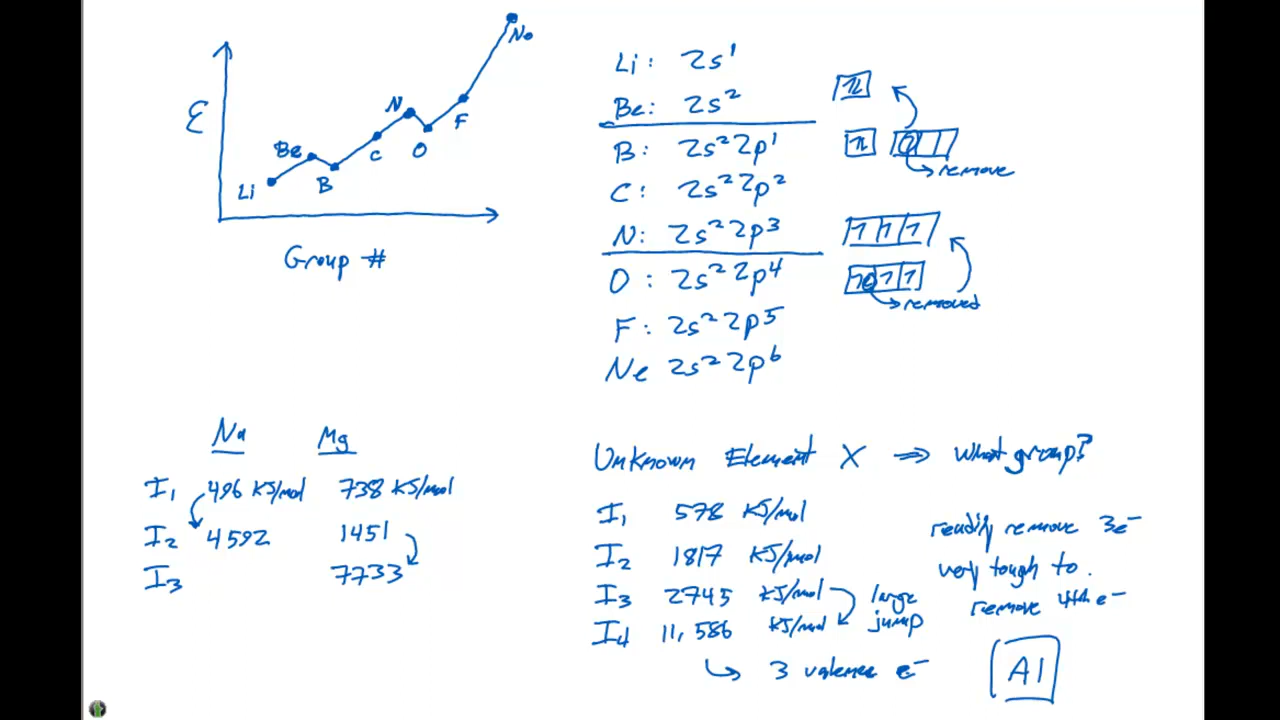 ε
Li
Be
B
C
N
O
F
Ne
Group #
Li: 2s¹
Be: 2s²
B: 2s² 2p¹
C: 2s² 2p²
N: 2s² 2p³
O: 2s² 2p⁴
F: 2s² 2p⁵
Ne 2s² 2p⁶
remove
removed
Na Mg
I₁ 496 KJ/mol 738 KJ/mol
I₂ 4592 1451
I₃ 7733
Unknown Element X ⇒ What group?
I₁ 578 KJ/mol
I₂ 1817 KJ/mol
I₃ 2745 KJ/mol
I₄ 11,586 KJ/mol
large
jump
↳ 3 valence e⁻
readily remove 3e⁻
very tough to
remove 4th e⁻
Al